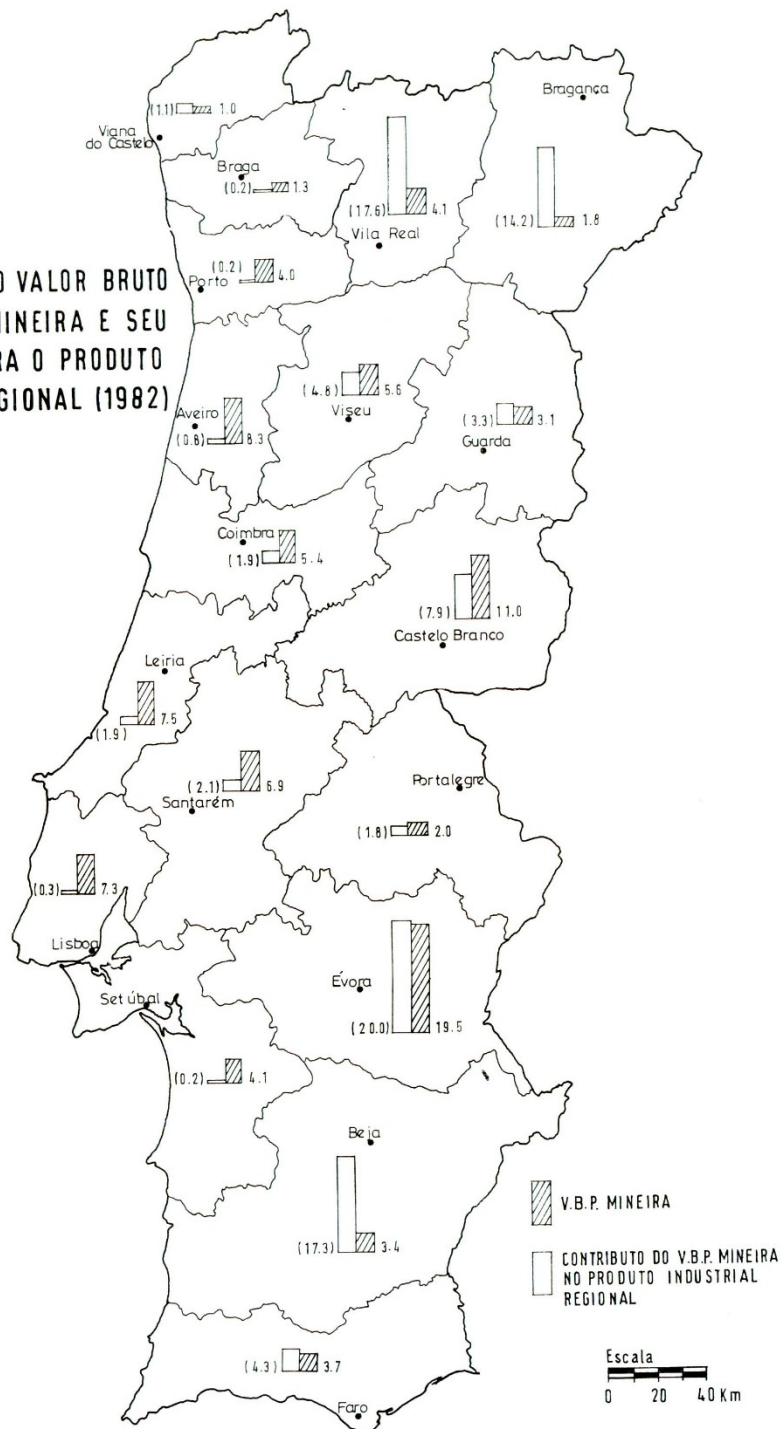 Bragança
(1.1) 1.0
Viana
do Castelo
Braga
(0.2) 1.3
(17.6) 4.1
Vila Real
(14.2) 1.8
(0.2) 4.0
Porto
O VALOR BRUTO
MINEIRA E SEU
RA O PRODUTO
GIONAL (1982)
(4.8) 5.6
Viseu
Aveiro
(0.8) 8.3
(3.3) 3.1
Guarda
Coimbra
(1.9) 5.4
(7.9) 11.0
Castelo Branco
Leiria
(1.9) 7.5
(2.1) 6.9
Santarém
Portalegre
(1.8) 2.0
(0.3) 7.3
Lisboa
Évora
(20.0) 19.5
Setúbal
(0.2) 4.1
Beja
(17.3) 3.4
V.B.P. MINEIRA
CONTRIBUTO DO V.B.P. MINEIRA
NO PRODUTO INDUSTRIAL
REGIONAL
(4.3) 3.7
Faro
Escala
0 20 40 Km